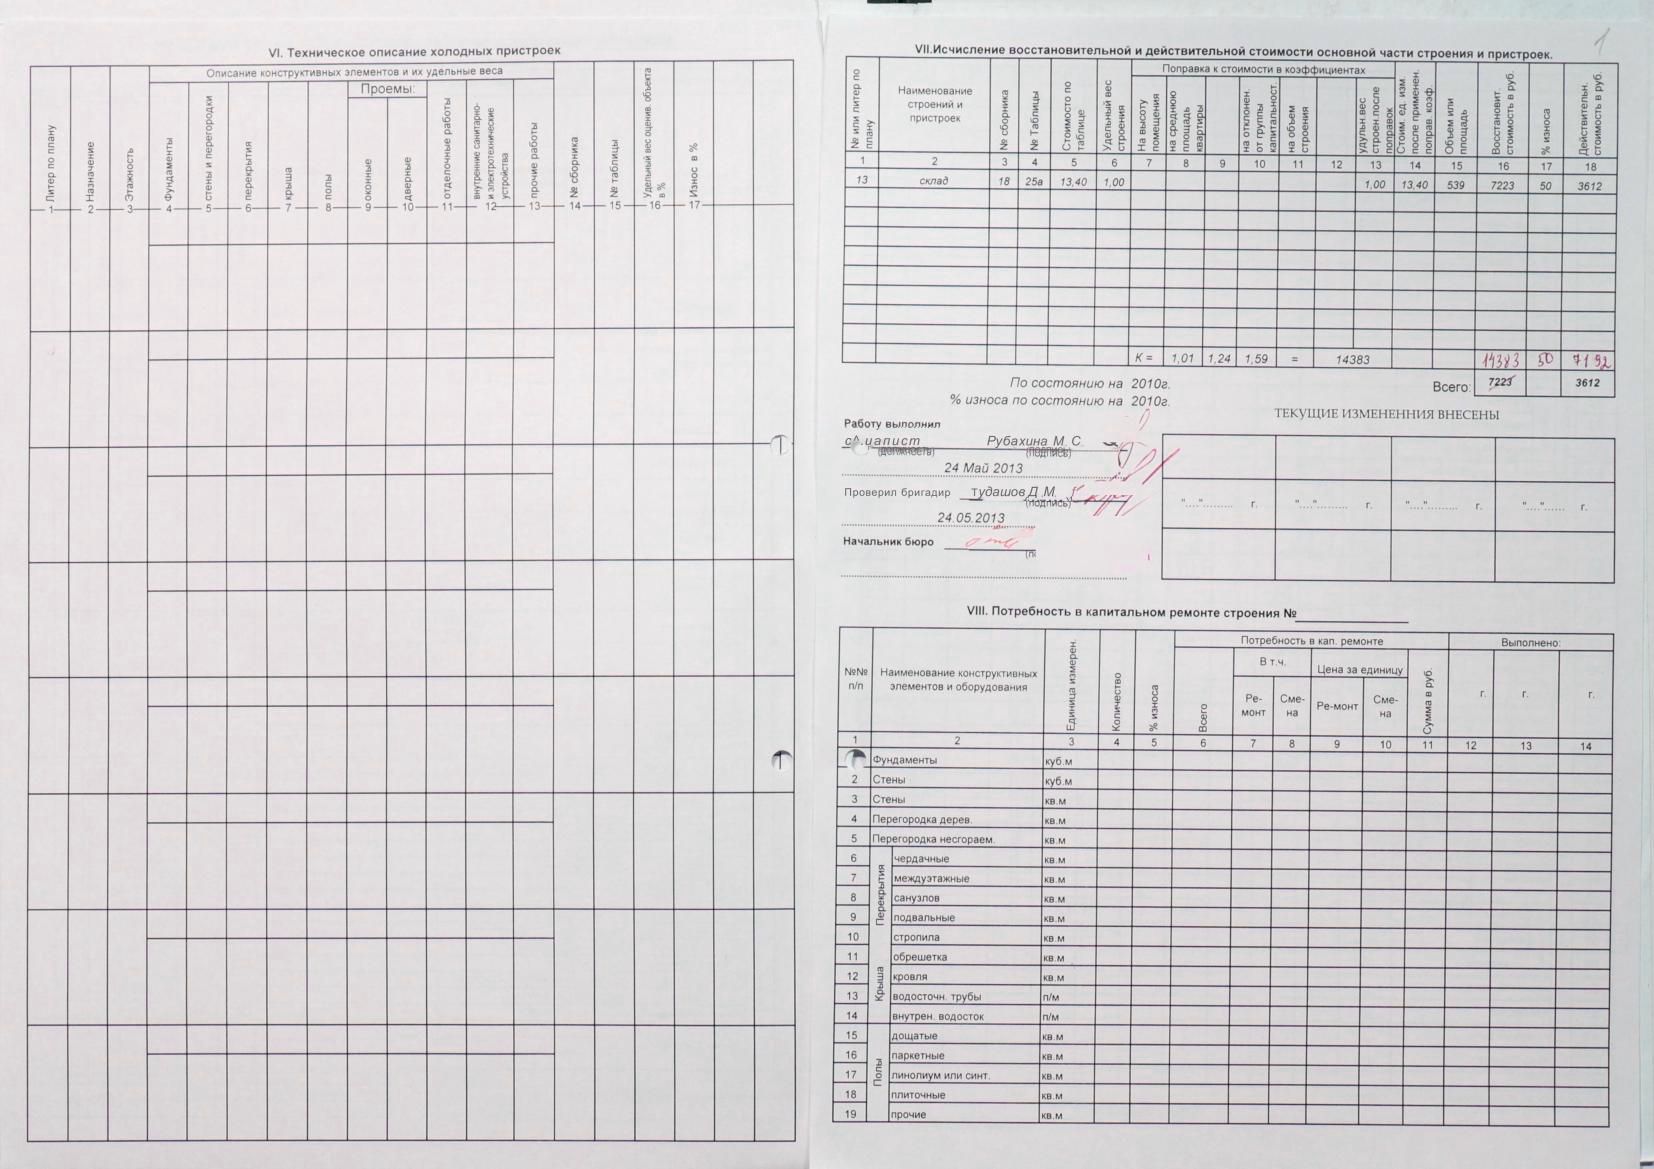 VI. Техническое описание холодных пристроек
Литер по плану
Назначение
Этажность
Описание конструктивных элементов и их удельные веса
Фундаменты
стены и перегородки
перекрытия
крыша
полы
Проемы:
оконные
дверные
отделочные работы
внутренние санитарно-
и электротехнические
устройства
прочие работы
№ сборника
№ таблицы
Удельный вес оценив. объекта
в %
Износ в %
1 2 3 4 5 6 7 8 9 10 11 12 13 14 15 16 17
1
VII.Исчисление восстановительной и действительной стоимости основной части строения и пристроек.
№ или литер по
плану
Наименование
строений и
пристроек
№ сборника
№ Таблицы
Стоимосто по
таблице
Удельный вес
строения
Поправка к стоимости в коэффициентах
На высоту
помещения
на среднюю
площадь
квартиры
на отклонен.
от группы
капитальност.
на объем
строения
удульн.вес
строен.после
поправок
Стоим. ед. изм.
после применен.
поправ. коэф.
Объем или
площадь
Восстановит.
стоимость в руб.
% износа
Действительн.
стоимость в руб.
1 2 3 4 5 6 7 8 9 10 11 12 13 14 15 16 17 18
13 склад 18 25а 13,40 1,00 1,00 13,40 539 7223 50 3612
К = 1,01 1,24 1,59 = 14383 14383 50 7192
Всего: 7223 3612
По состоянию на 2010г.
% износа по состоянию на 2010г.
ТЕКУЩИЕ ИЗМЕНЕННИЯ ВНЕСЕНЫ
Работу выполнил
Рубахина М. С.
(должность) (подпись)
24 Май 2013
Проверил бригадир тудашов Д.М.
(подпись)
24.05.2013
Начальник бюро
"...."......... г. "...."......... г. "...."......... г. "...."...... г.
VIII. Потребность в капитальном ремонте строения №
№№
п/п
Наименование конструктивных
элементов и оборудования
Единица измерен.
Количество
% износа
Потребность в кап. ремонте
Всего
В т.ч.
Ре-
монт
Сме-
на
Цена за единицу
Ре-монт
Сме-
на
Сумма в руб.
Выполнено:
г. г. г.
1 2 3 4 5 6 7 8 9 10 11 12 13 14
Фундаменты куб.м
2 Стены куб.м
3 Стены кв.м
4 Перегородка дерев. кв.м
5 Перегородка несгораем. кв.м
Перекрытия
6 чердачные кв.м
7 междуэтажные кв.м
8 санузлов кв.м
9 подвальные кв.м
Крыша
10 стропила кв.м
11 обрешетка кв.м
12 кровля кв.м
13 водосточн. трубы п/м
14 внутрен. водосток п/м
Полы
15 дощатые кв.м
16 паркетные кв.м
17 линолиум или синт. кв.м
18 плиточные кв.м
19 прочие кв.м